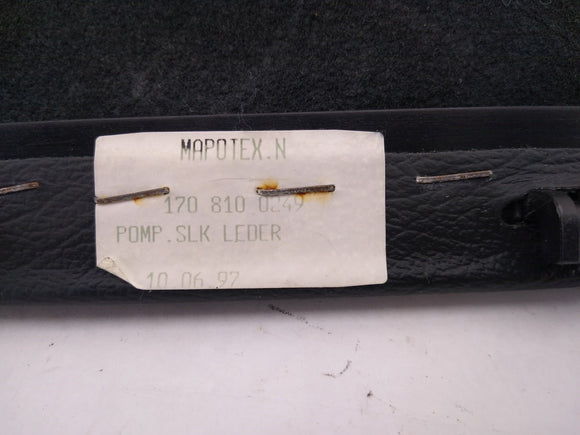 MAPOTEX.N
170 810 0249
POMP.SLK LEDER
10.06.97